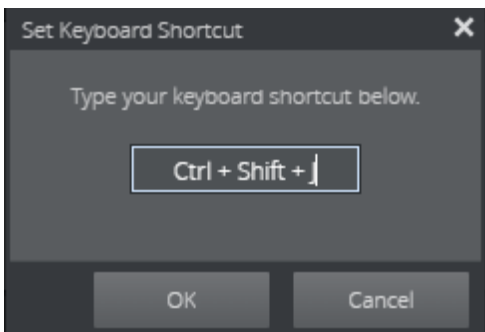 Set Keyboard Shortcut
Type your keyboard shortcut below.
Ctrl + Shift + J
OK Cancel